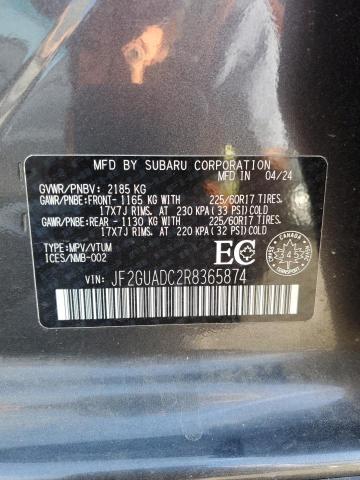 MFD BY SUBARU CORPORATION
GVWR/PNBV: 2185 KG MFD IN 04/24
GAWR/PNBE:FRONT- 1165 KG WITH 225/60R17 TIRES,
17X7J RIMS, AT 230 KPA(33 PSI)COLD
GAWR/PNBE:REAR - 1130 KG WITH 225/60R17 TIRES,
17X7J RIMS, AT 220 KPA(32 PSI)COLD
TYPE:MPV/VTUM
ICES/NMB-002
EC
CANADA
VIN: JF2GUADC2R8365874